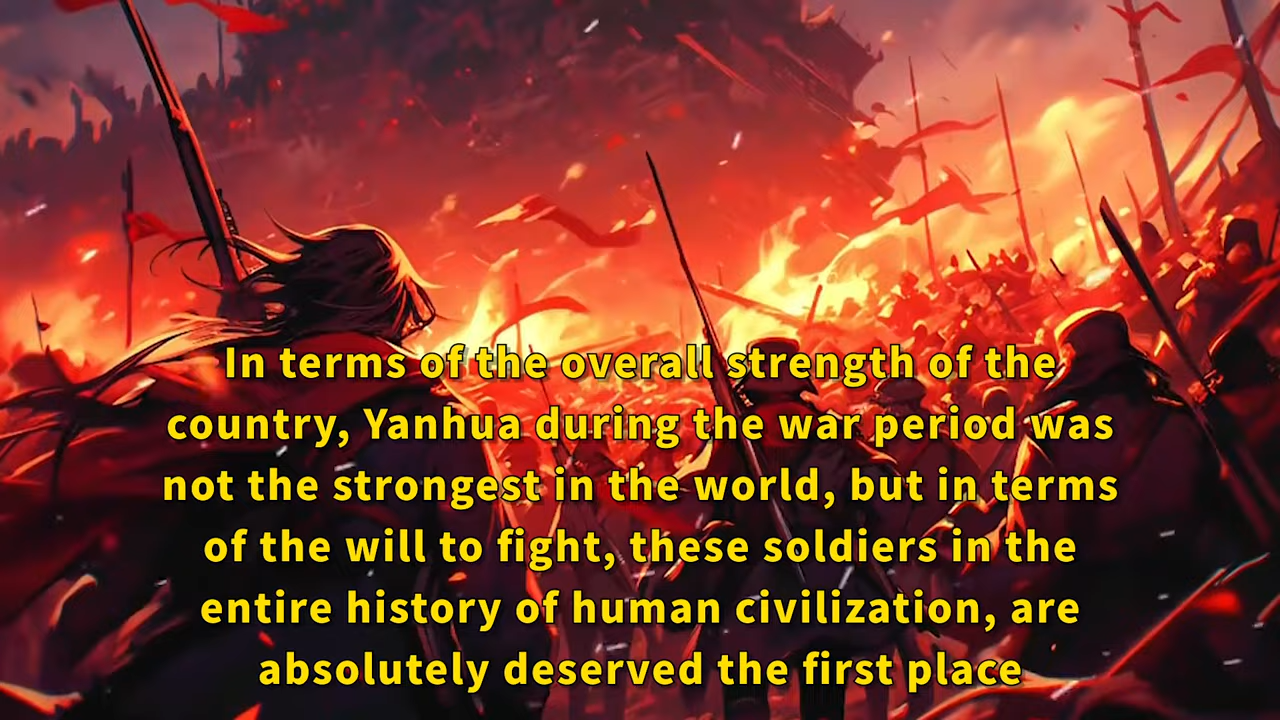 In terms of the overall strength of the
country, Yanhua during the war period was
not the strongest in the world, but in terms
of the will to fight, these soldiers in the
entire history of human civilization, are
absolutely deserved the first place